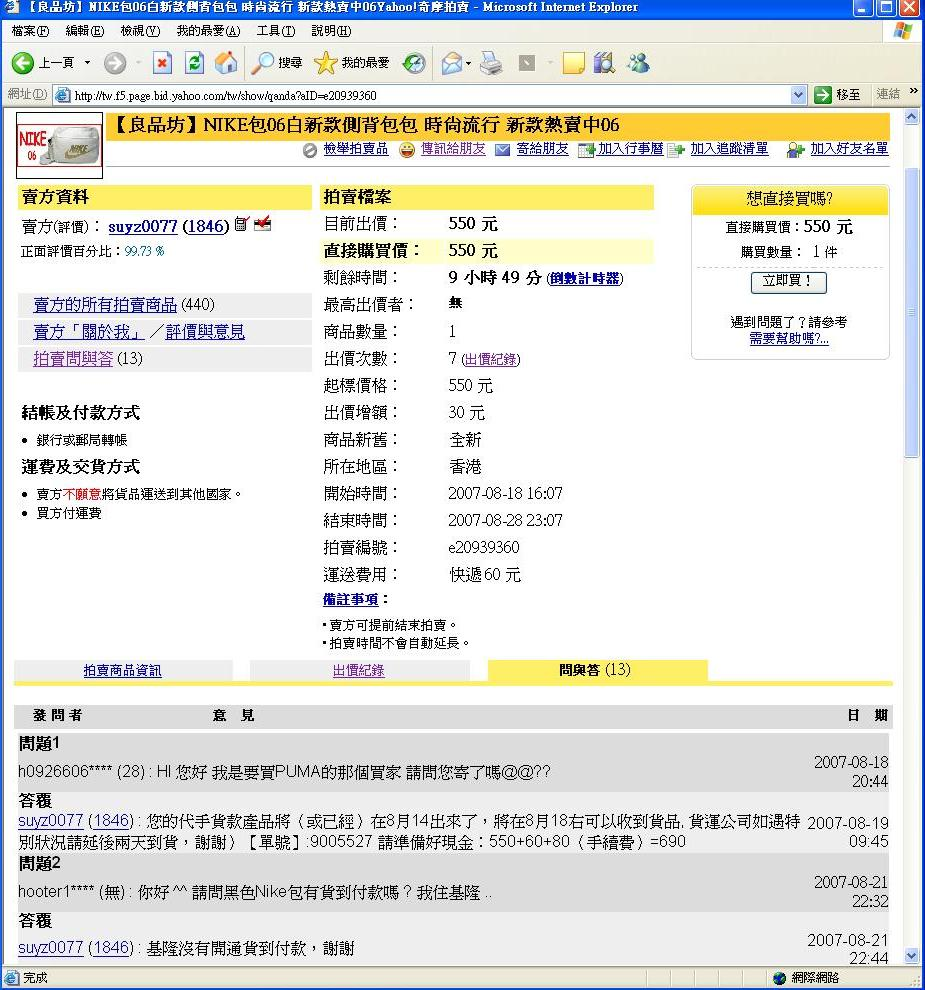 【良品坊】NIKE包06白新款側背包包 時尚流行 新款熱賣中06Yahoo!奇摩拍賣 - Microsoft Internet Explorer
檔案(F) 編輯(E) 檢視(V) 我的最愛(A) 工具(T) 說明(H)
上一頁 搜尋 我的最愛
網址(D) http://tw.f5.page.bid.yahoo.com/tw/show/qanda?aID=e20939360 移至 連結 »
NIKE 06
【良品坊】NIKE包06白新款側背包包 時尚流行 新款熱賣中06
檢舉拍賣品 傳訊給朋友 寄給朋友 加入行事曆 加入追蹤清單 加入好友名單
賣方資料
賣方(評價)： suyz0077 (1846)
正面評價百分比：99.73 %
賣方的所有拍賣商品 (440)
賣方「關於我」／評價與意見
拍賣問與答 (13)
結帳及付款方式
• 銀行或郵局轉帳
運費及交貨方式
• 賣方不願意將貨品運送到其他國家。
• 買方付運費
拍賣檔案
目前出價： 550 元
直接購買價： 550 元
剩餘時間： 9 小時 49 分 (倒數計時器)
最高出價者： 無
商品數量： 1
出價次數： 7 (出價紀錄)
起標價格： 550 元
出價增額： 30 元
商品新舊： 全新
所在地區： 香港
開始時間： 2007-08-18 16:07
結束時間： 2007-08-28 23:07
拍賣編號： e20939360
運送費用： 快遞60 元
備註事項：
‧賣方可提前結束拍賣。
‧拍賣時間不會自動延長。
想直接買嗎?
直接購買價：550 元
購買數量： 1 件
立即買！
遇到問題了？請參考
需要幫助嗎?...
拍賣商品資訊 出價紀錄 問與答 (13)
發問者 意 見 日 期
問題1
h0926606**** (28) : HI 您好 我是要買PUMA的那個買家 請問您寄了嗎@@?? 2007-08-18
20:44
答覆
suyz0077 (1846) : 您的代手貨款產品將（或已經）在8月14出來了，將在8月18右可以收到貨品, 貨運公司如遇特 2007-08-19
別狀況請延後兩天到貨，謝謝）【單號】:9005527 請準備好現金：550+60+80（手續費）=690 09:45
問題2
hooter1**** (無) : 你好 ^^ 請問黑色Nike包有貨到付款嗎？我住基隆 .. 2007-08-21
22:32
答覆
suyz0077 (1846) : 基隆沒有開通貨到付款，謝謝 2007-08-21
22:44
完成 網際網路